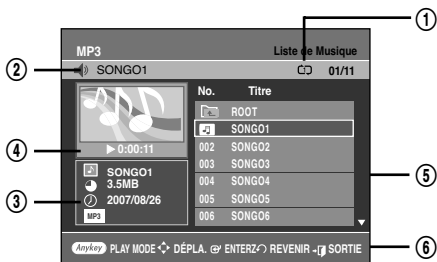 ①
MP3 Liste de Musique
② SONGO1 01/11
No. Titre
ROOT
SONGO1
④ 0:00:11
002 SONGO2
003 SONGO3
⑤
SONGO1
004 SONGO4
3.5MB
③ 2007/08/26
005 SONGO5
MP3
006 SONGO6
Anykey PLAY MODE DÉPLA. ENTERZ REVENIR SORTIE ⑥